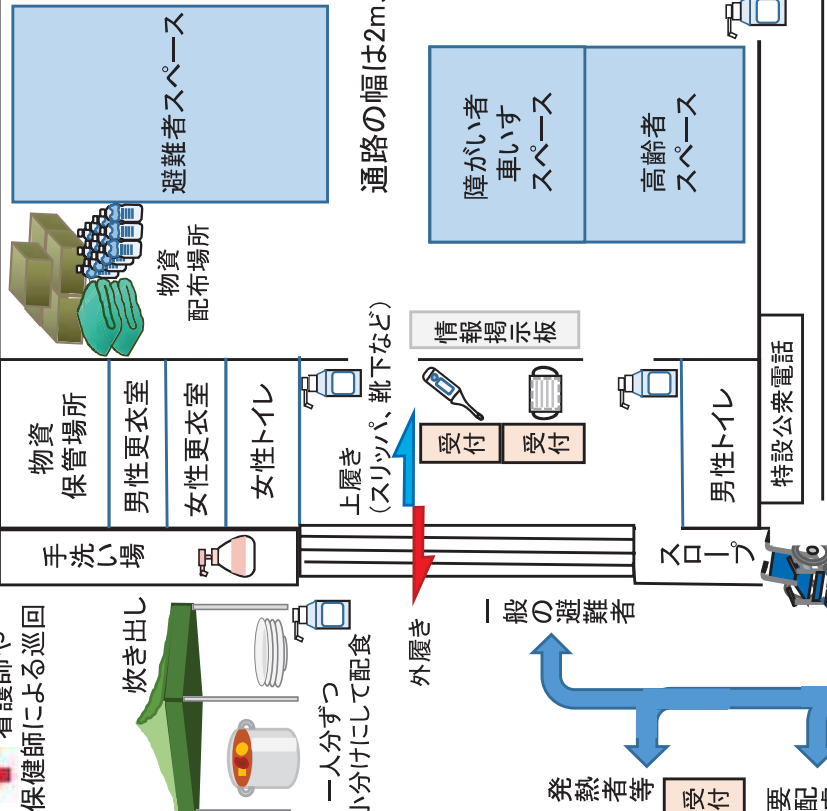 避難者スペース
通路の幅は2m、
障がい者
車いす
スペース
高齢者
スペース
物資
配布場所
情報掲示板
物資
保管場所
男性更衣室
女性更衣室
女性トイレ
上履き
(スリッパ、靴下など)
受付
受付
男性トイレ
特設公衆電話
手洗い場
スロープ
看護師や
保健師による巡回
炊き出し
一人分ずつ
小分けにして配食
外履き
一般の避難者
発熱者等
受付
要配